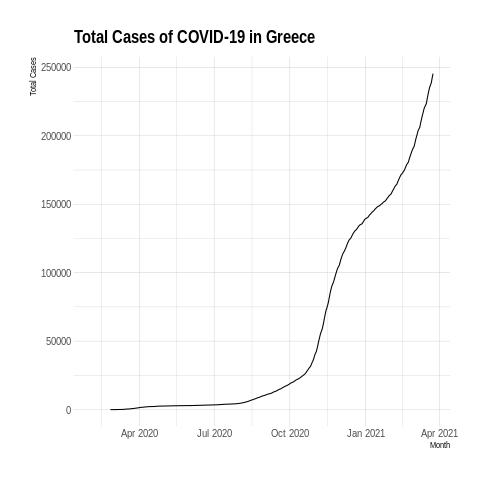 Total Cases of COVID-19 in Greece
Total Cases
250000
200000
150000
100000
50000
0
Apr 2020 Jul 2020 Oct 2020 Jan 2021 Apr 2021
Month